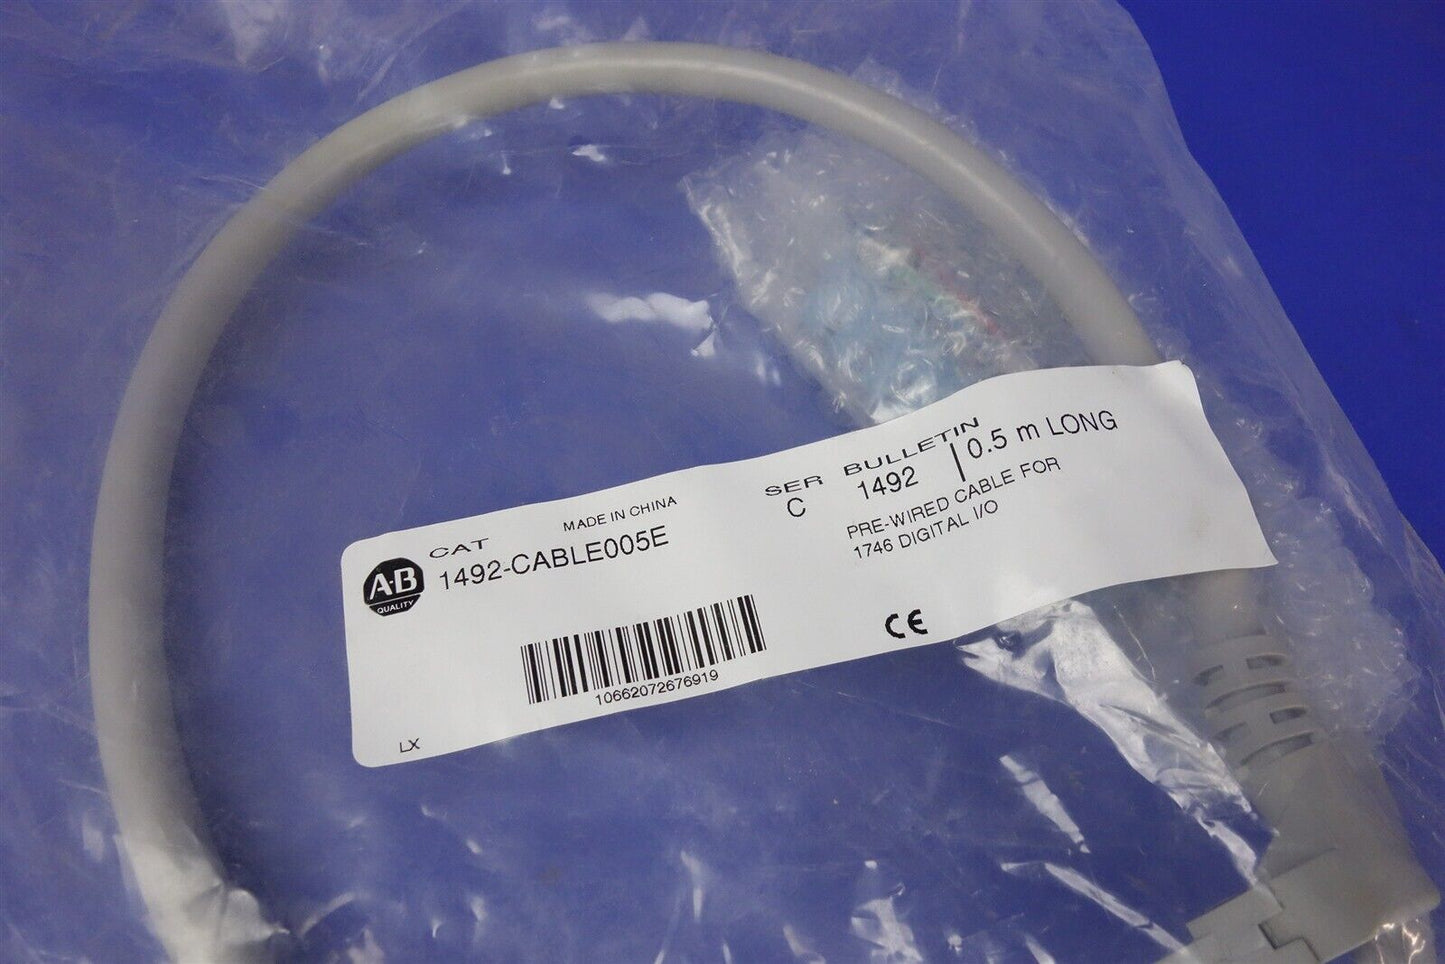 A-B
QUALITY
CAT
MADE IN CHINA
1492-CABLE005E
SER
C
BULLETIN
1492
0.5 m LONG
PRE-WIRED CABLE FOR
1746 DIGITAL I/O
CE
10662072676919
LX